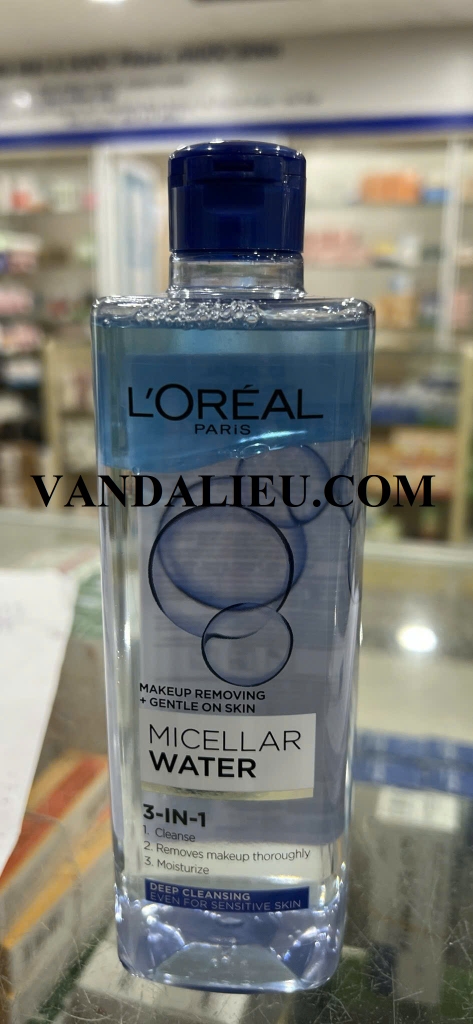 L'ORÉAL
PARIS
VANDALIEU.COM
MAKEUP REMOVING
+ GENTLE ON SKIN
MICELLAR
WATER
3-IN-1
1. Cleanse
2. Removes makeup thoroughly
3. Moisturize
DEEP CLEANSING
EVEN FOR SENSITIVE SKIN